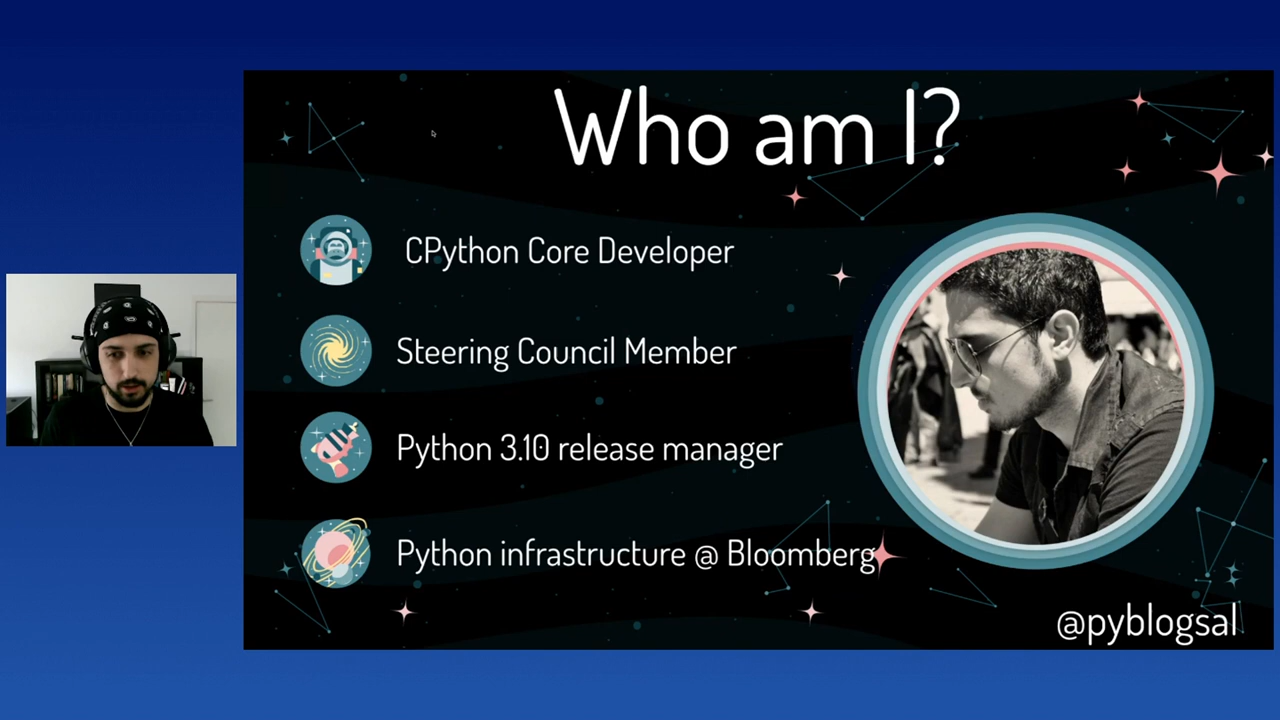 Who am I?
CPython Core Developer
Steering Council Member
Python 3.10 release manager
Python infrastructure @ Bloomberg
@pyblogsal